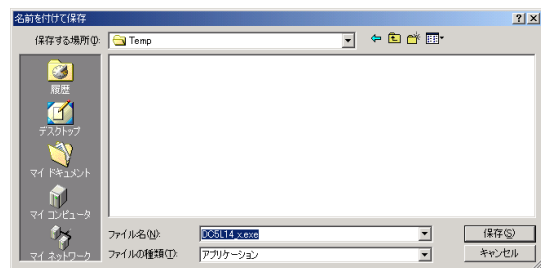 名前を付けて保存
保存する場所(I):
Temp
履歴
デスクトップ
マイ ドキュメント
マイ コンピュータ
マイ ネットワーク
ファイル名(N):
DC5L14_x.exe
保存(S)
ファイルの種類(T):
アプリケーション
キャンセル